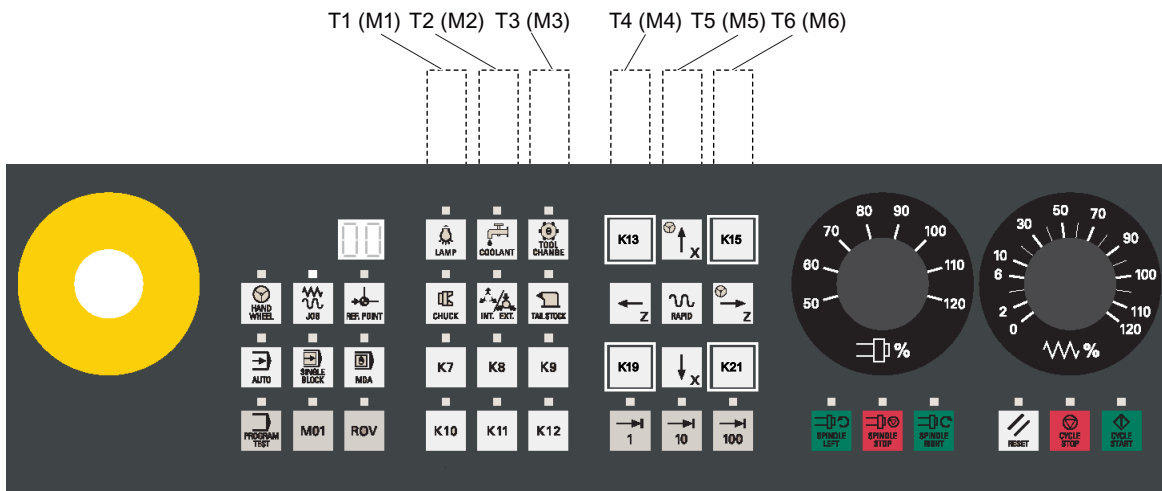 T1 (M1) T2 (M2) T3 (M3) T4 (M4) T5 (M5) T6 (M6)
LAMP
COOLANT
TOOL
CHANGE
K13
X
K15
HAND
WHEEL
JOG
REF. POINT
CHUCK
INT. EXT.
TAILSTOCK
Z
RAPID
Z
AUTO
SINGLE
BLOCK
MDA
K7
K8
K9
K19
X
K21
PROGRAM
TEST
M01
ROV
K10
K11
K12
1
10
100
50
60
70
80
90
100
110
120
%
0
2
6
10
30
50
70
90
100
110
120
%
SPINDLE
LEFT
SPINDLE
STOP
SPINDLE
RIGHT
RESET
CYCLE
STOP
CYCLE
START